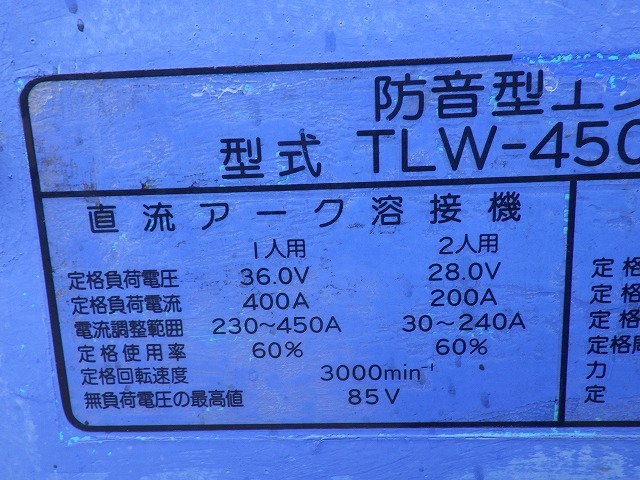 防音型エン
型式 TLW-450
直流アーク溶接機
1人用 2人用
定格負荷電圧 36.0V 28.0V
定格負荷電流 400A 200A
電流調整範囲 230~450A 30~240A
定格使用率 60% 60%
定格回転速度 3000min⁻¹
無負荷電圧の最高値 85V
定格
定格
定格
定格周
力
定